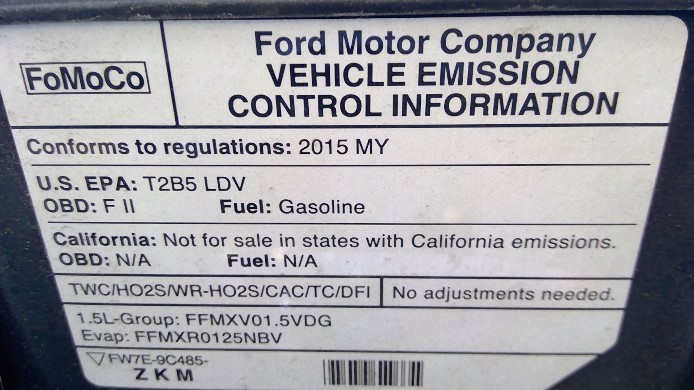 FoMoCo
Ford Motor Company
VEHICLE EMISSION
CONTROL INFORMATION
Conforms to regulations: 2015 MY
U.S. EPA: T2B5 LDV
OBD: F II Fuel: Gasoline
California: Not for sale in states with California emissions.
OBD: N/A Fuel: N/A
TWC/HO2S/WR-HO2S/CAC/TC/DFI No adjustments needed.
1.5L-Group: FFMXV01.5VDG
Evap: FFMXR0125NBV
FW7E-9C485-
ZKM